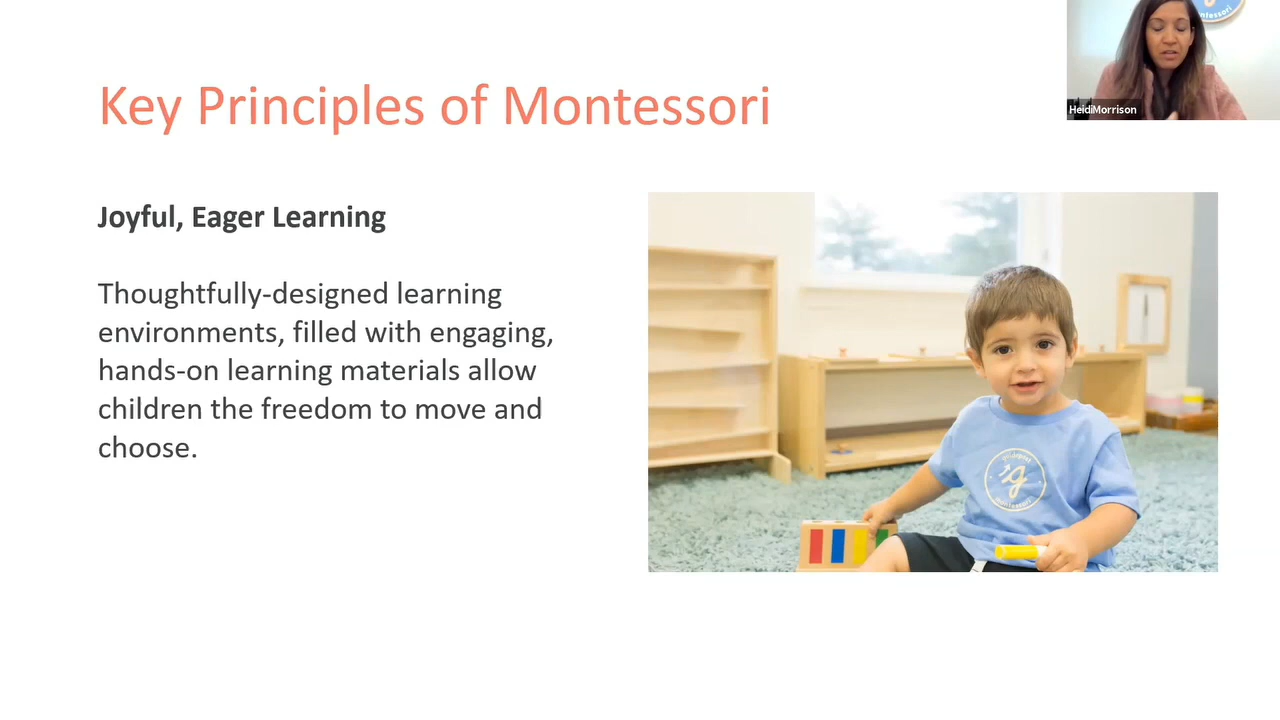 Key Principles of Montessori
Joyful, Eager Learning
Thoughtfully-designed learning
environments, filled with engaging,
hands-on learning materials allow
children the freedom to move and
choose.
HeidiMorrison
g
montessori